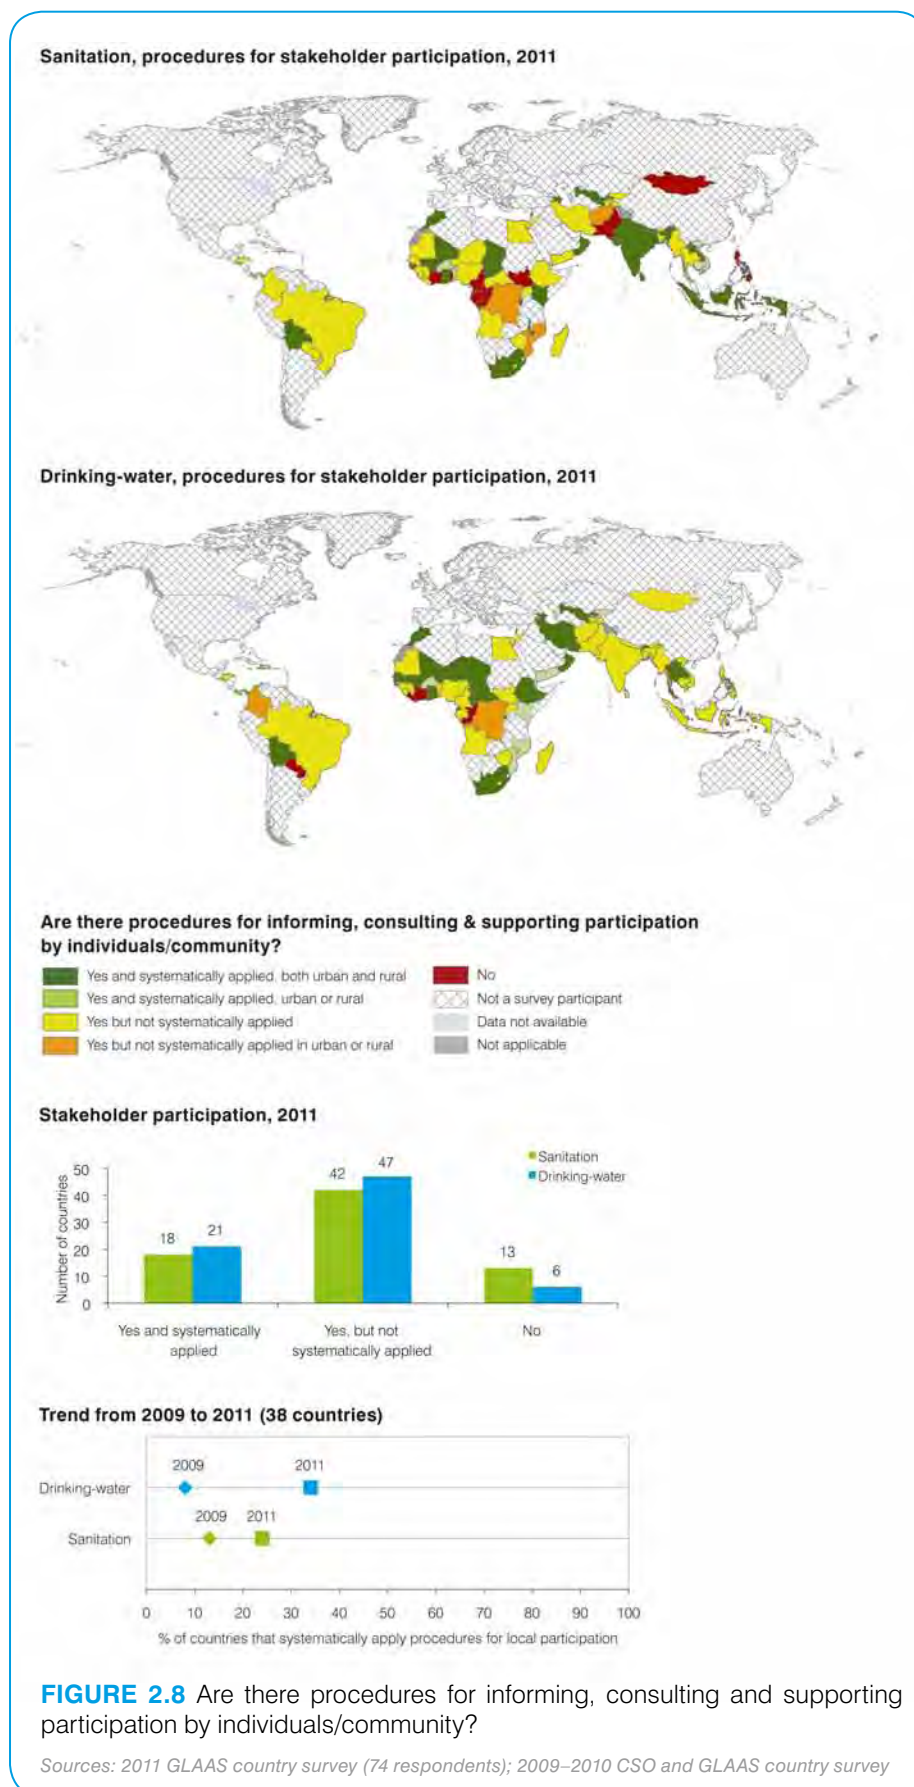 Sanitation, procedures for stakeholder participation, 2011
Drinking-water, procedures for stakeholder participation, 2011
Are there procedures for informing, consulting & supporting participation
by individuals/community?
Yes and systematically applied, both urban and rural
Yes and systematically applied, urban or rural
Yes but not systematically applied
Yes but not systematically applied in urban or rural
No
Not a survey participant
Data not available
Not applicable
Stakeholder participation, 2011
Number of countries
50
40
30
20
10
0
18
21
42
47
13
6
Sanitation
Drinking-water
Yes and systematically
applied
Yes, but not
systematically applied
No
Trend from 2009 to 2011 (38 countries)
2009 2011
Drinking-water
2009 2011
Sanitation
0 10 20 30 40 50 60 70 80 90 100
% of countries that systematically apply procedures for local participation
FIGURE 2.8 Are there procedures for informing, consulting and supporting
participation by individuals/community?
Sources: 2011 GLAAS country survey (74 respondents); 2009–2010 CSO and GLAAS country survey